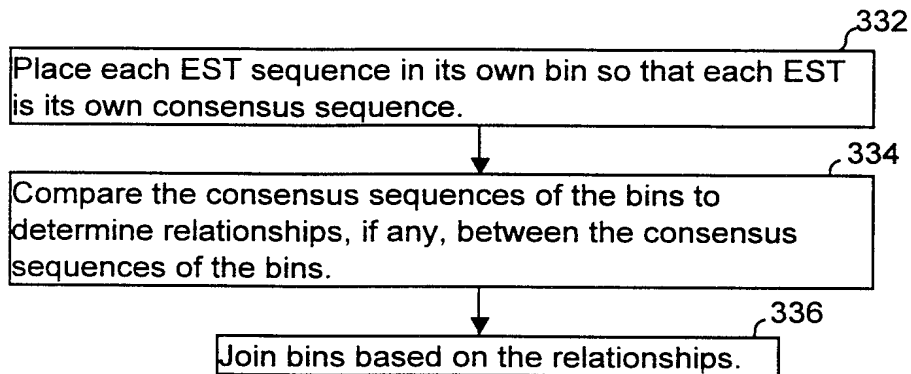 332
Place each EST sequence in its own bin so that each EST
is its own consensus sequence.
334
Compare the consensus sequences of the bins to
determine relationships, if any, between the consensus
sequences of the bins.
336
Join bins based on the relationships.